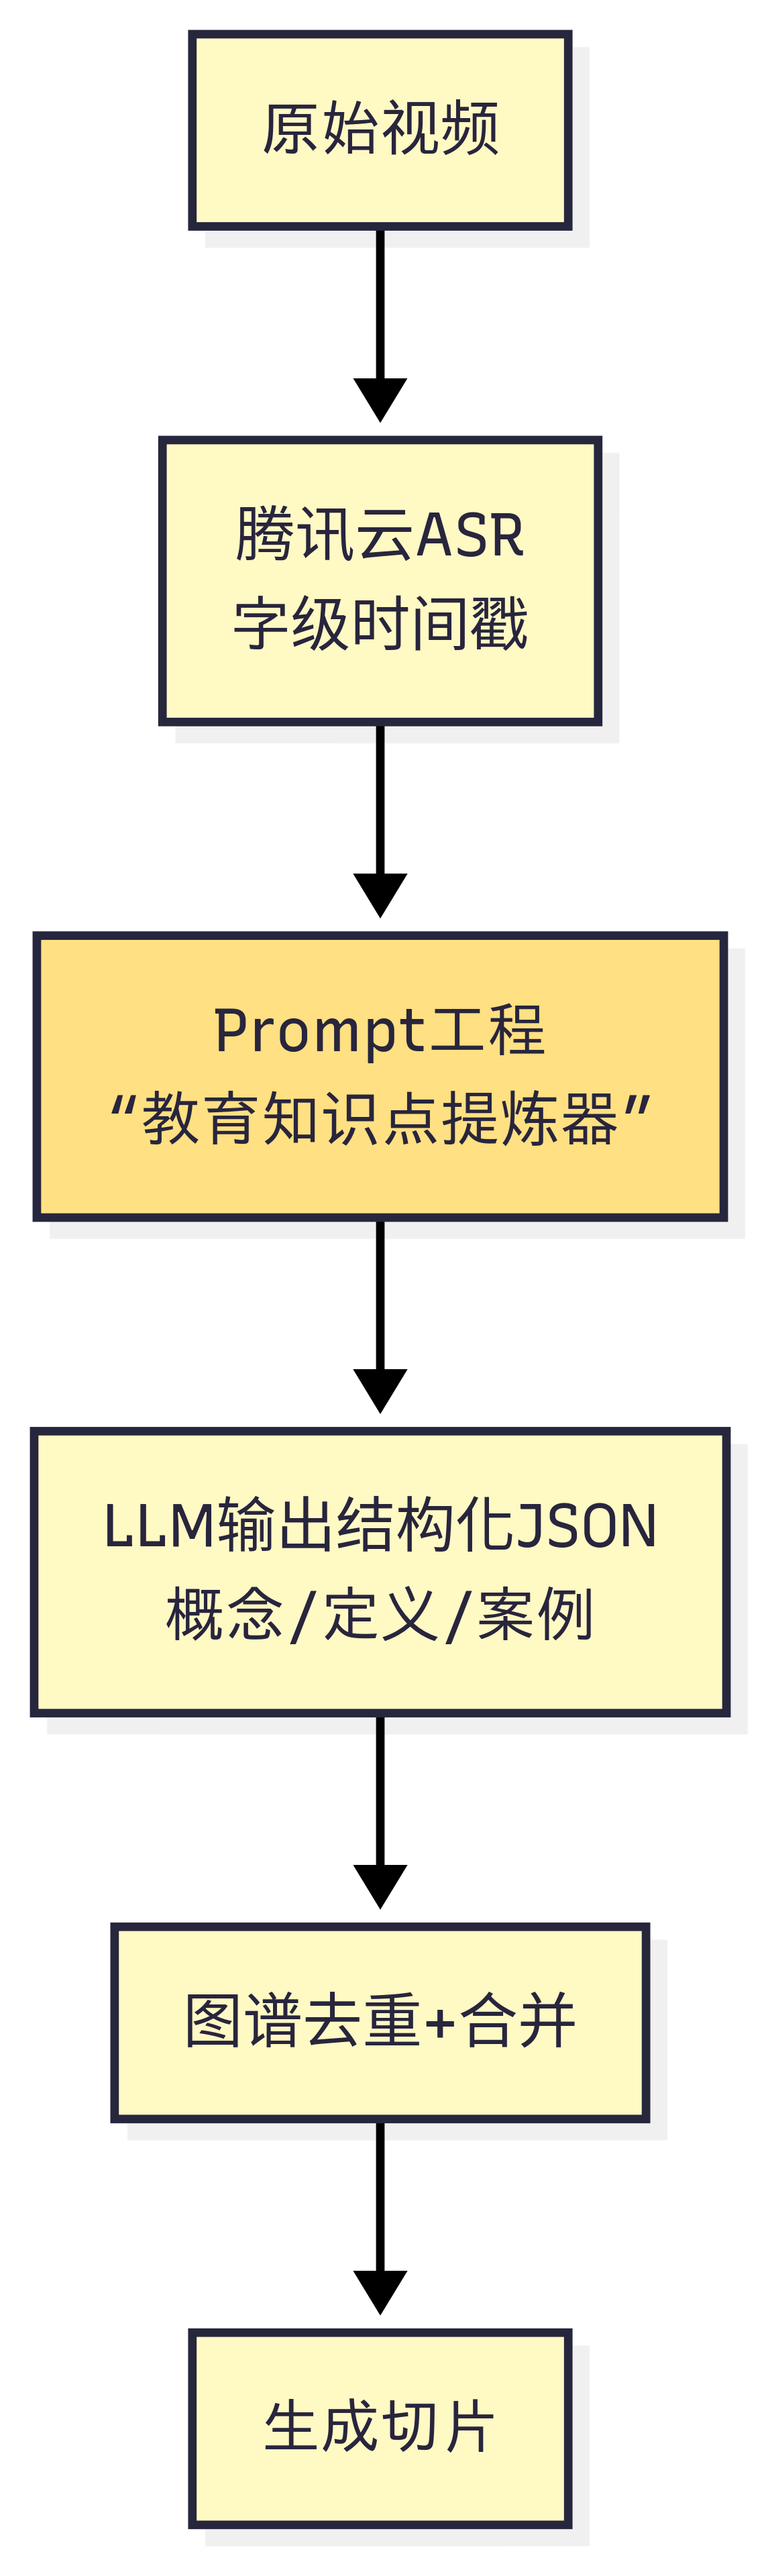 原始视频
腾讯云ASR
字级时间戳
Prompt工程
“教育知识点提炼器”
LLM输出结构化JSON
概念/定义/案例
图谱去重+合并
生成切片